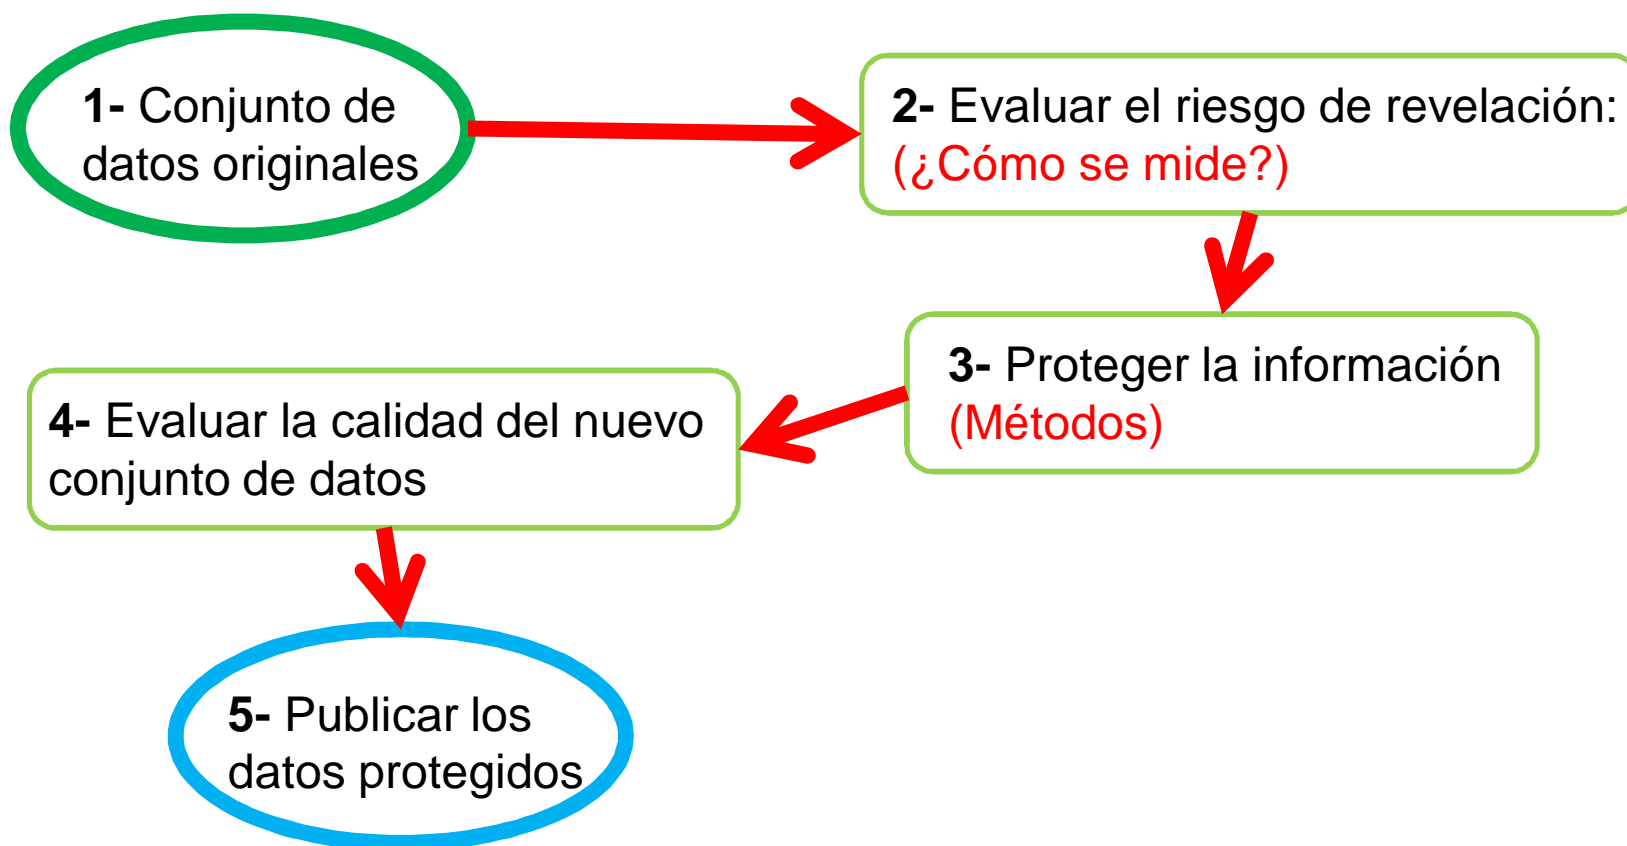 1- Conjunto de
datos originales
2- Evaluar el riesgo de revelación:
(¿Cómo se mide?)
3- Proteger la información
(Métodos)
4- Evaluar la calidad del nuevo
conjunto de datos
5- Publicar los
datos protegidos